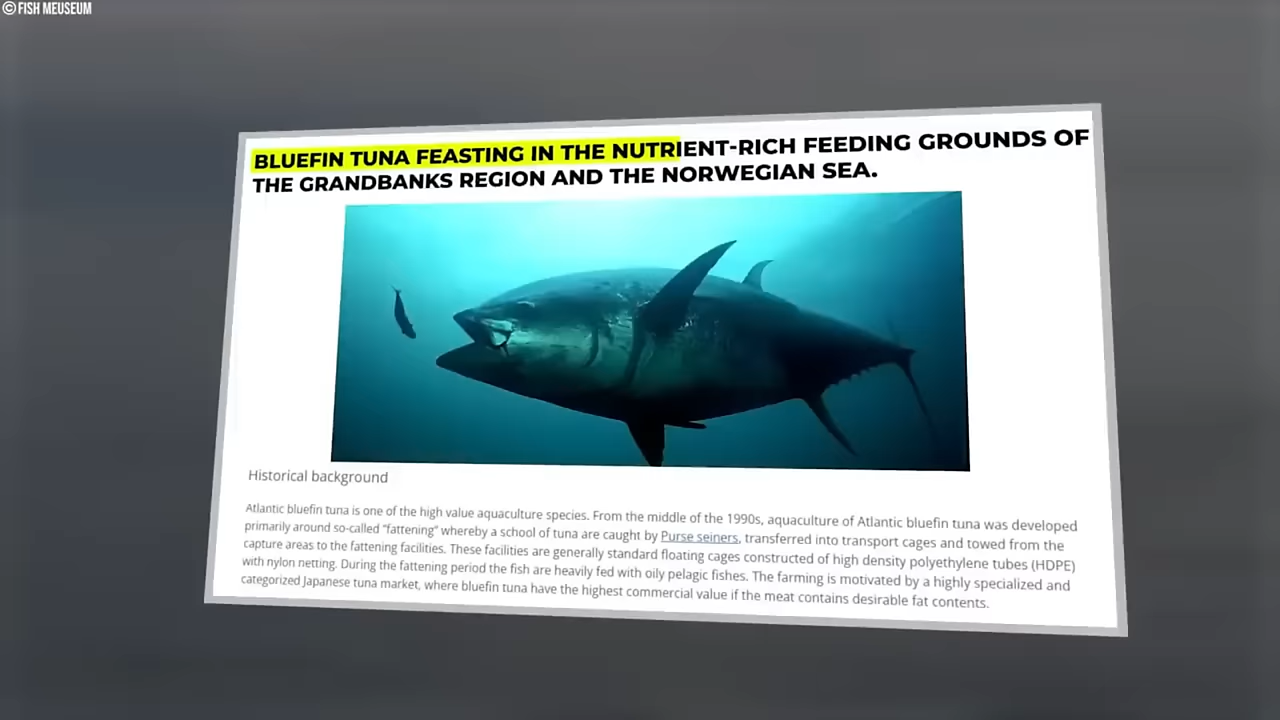 ©FISH MEUSEUM
BLUEFIN TUNA FEASTING IN THE NUTRIENT-RICH FEEDING GROUNDS OF
THE GRANDBANKS REGION AND THE NORWEGIAN SEA.
Historical background
Atlantic bluefin tuna is one of the high value aquaculture species. From the middle of the 1990s, aquaculture of Atlantic bluefin tuna was developed
primarily around so-called “fattening” whereby a school of tuna are caught by Purse seiners, transferred into transport cages and towed from the
capture areas to the fattening facilities. These facilities are generally standard floating cages constructed of high density polyethylene tubes (HDPE)
with nylon netting. During the fattening period the fish are heavily fed with oily pelagic fishes. The farming is motivated by a highly specialized and
categorized Japanese tuna market, where bluefin tuna have the highest commercial value if the meat contains desirable fat contents.